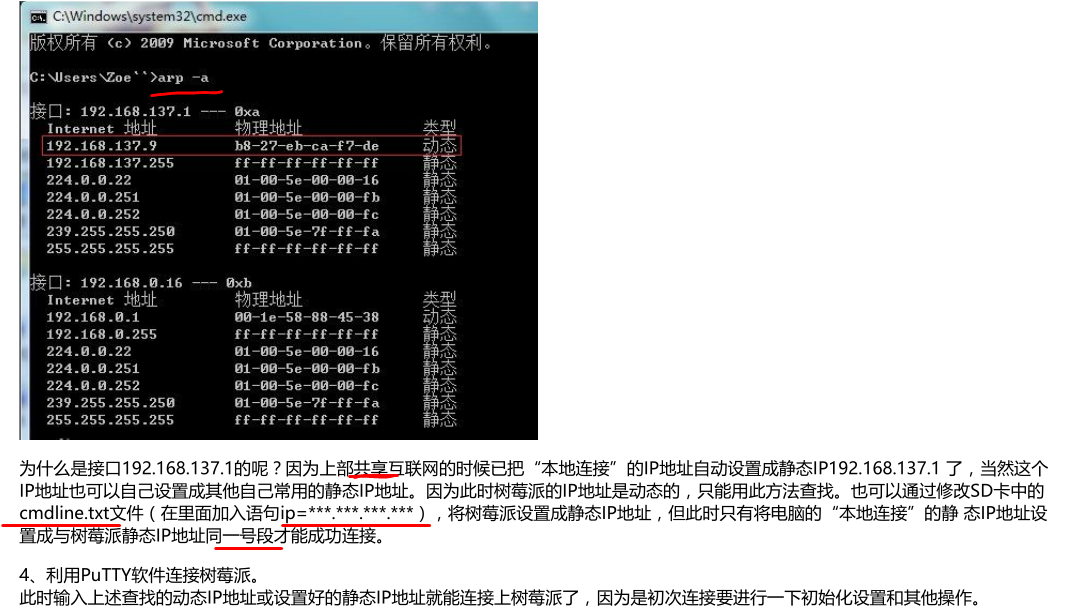 C:\Windows\system32\cmd.exe
版权所有 (c) 2009 Microsoft Corporation。保留所有权利。
C:\Users\Zoe``>arp -a
接口: 192.168.137.1 --- 0xa
Internet 地址 物理地址 类型
192.168.137.9 b8-27-eb-ca-f7-de 动态
192.168.137.255 ff-ff-ff-ff-ff-ff 静态
224.0.0.22 01-00-5e-00-00-16 静态
224.0.0.251 01-00-5e-00-00-fb 静态
224.0.0.252 01-00-5e-00-00-fc 静态
239.255.255.250 01-00-5e-7f-ff-fa 静态
255.255.255.255 ff-ff-ff-ff-ff-ff 静态
接口: 192.168.0.16 --- 0xb
Internet 地址 物理地址 类型
192.168.0.1 00-1e-58-88-45-38 动态
192.168.0.255 ff-ff-ff-ff-ff-ff 静态
224.0.0.22 01-00-5e-00-00-16 静态
224.0.0.251 01-00-5e-00-00-fb 静态
224.0.0.252 01-00-5e-00-00-fc 静态
239.255.255.250 01-00-5e-7f-ff-fa 静态
255.255.255.255 ff-ff-ff-ff-ff-ff 静态
为什么是接口192.168.137.1的呢？因为上部共享互联网的时候已把“本地连接”的IP地址自动设置成静态IP192.168.137.1 了，当然这个
IP地址也可以自己设置成其他自己常用的静态IP地址。因为此时树莓派的IP地址是动态的，只能用此方法查找。也可以通过修改SD卡中的
cmdline.txt文件（在里面加入语句ip=***.***.***.***），将树莓派设置成静态IP地址，但此时只有将电脑的“本地连接”的静 态IP地址设
置成与树莓派静态IP地址同一号段才能成功连接。
4、利用PuTTY软件连接树莓派。
此时输入上述查找的动态IP地址或设置好的静态IP地址就能连接上树莓派了，因为是初次连接要进行一下初始化设置和其他操作。